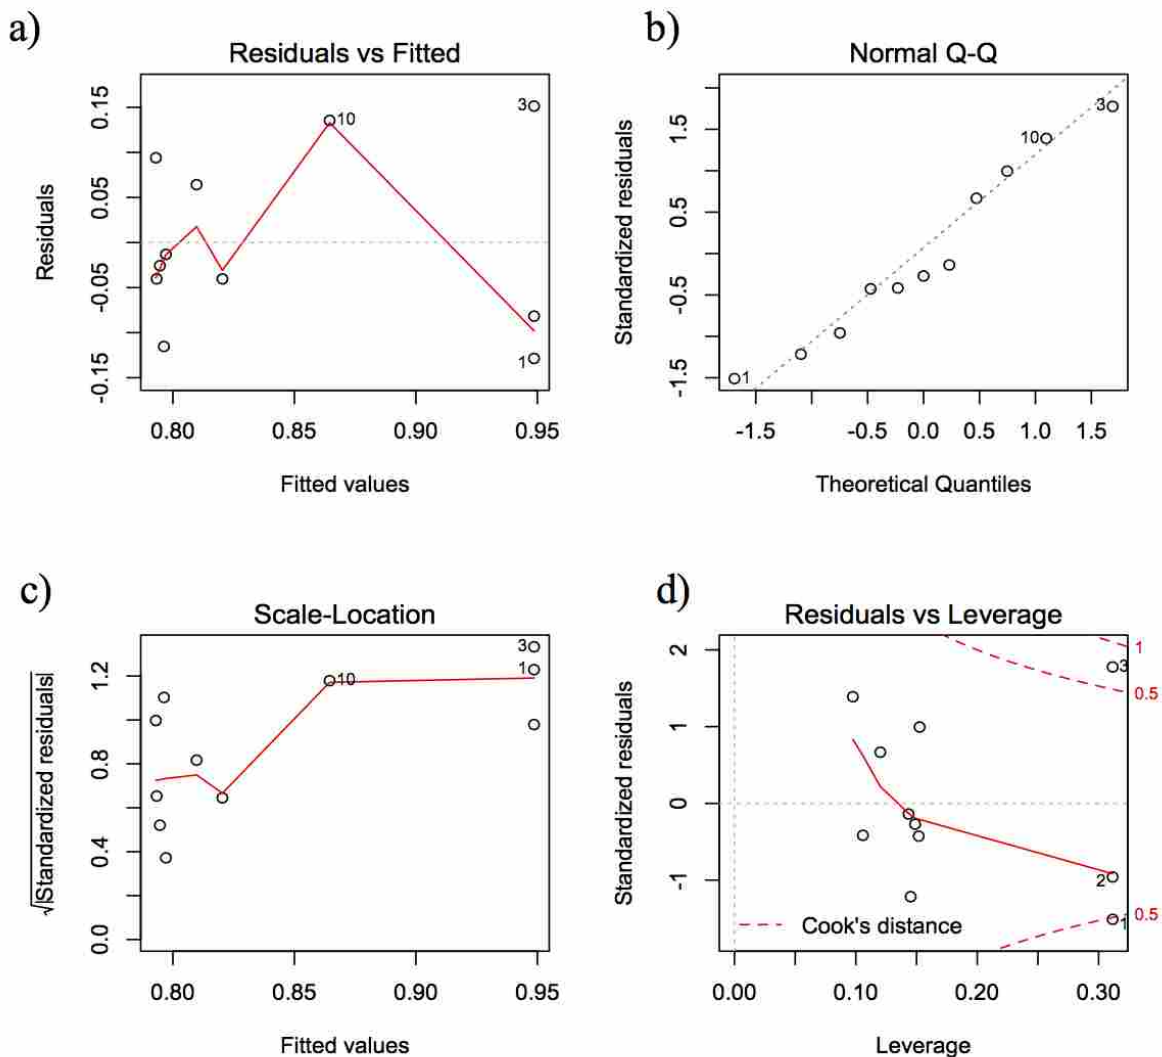 a)
Residuals vs Fitted
Residuals
-0.15 -0.05 0.05 0.15
3
10
1
0.80 0.85 0.90 0.95
Fitted values
b)
Normal Q-Q
Standardized residuals
-1.5 -0.5 0.5 1.5
3
10
1
-1.5 -0.5 0.0 0.5 1.0 1.5
Theoretical Quantiles
c)
Scale-Location
√|Standardized residuals|
0.0 0.4 0.8 1.2
3
1
10
0.80 0.85 0.90 0.95
Fitted values
d)
Residuals vs Leverage
Standardized residuals
-1 0 1 2
1
3
0.5
2
0.5
1
Cook's distance
0.00 0.10 0.20 0.30
Leverage